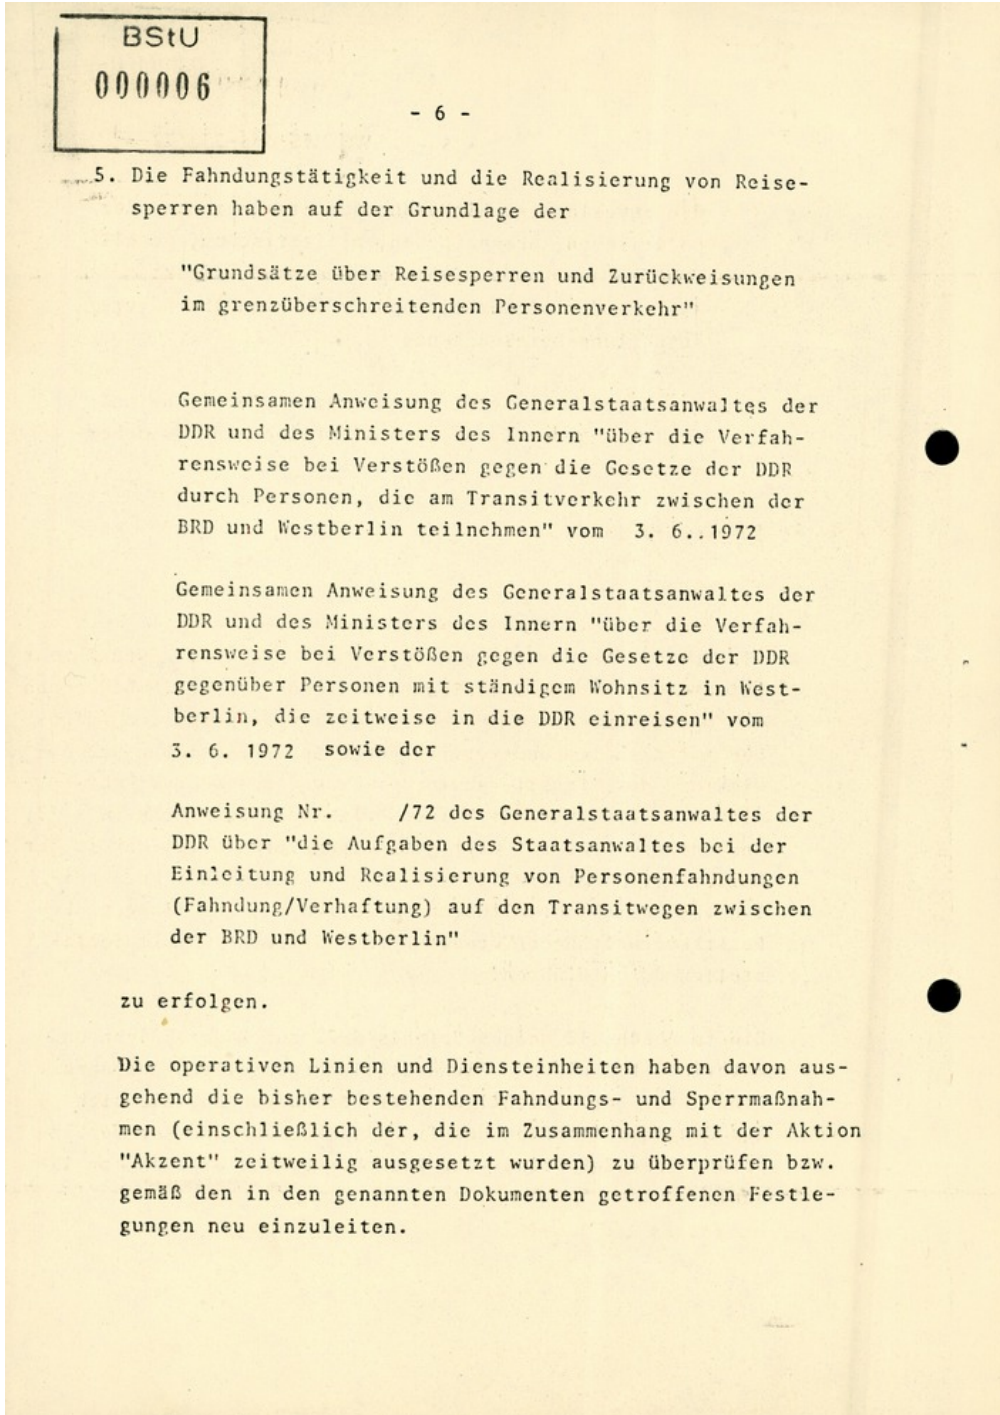 BStU
000006
- 6 -
5. Die Fahndungstätigkeit und die Realisierung von Reise-
sperren haben auf der Grundlage der
"Grundsätze über Reisesperren und Zurückweisungen
im grenzüberschreitenden Personenverkehr"
Gemeinsamen Anweisung des Generalstaatsanwaltes der
DDR und des Ministers des Innern "über die Verfah-
rensweise bei Verstößen gegen die Gesetze der DDR
durch Personen, die am Transitverkehr zwischen der
BRD und Westberlin teilnehmen" vom 3. 6..1972
Gemeinsamen Anweisung des Generalstaatsanwaltes der
DDR und des Ministers des Innern "über die Verfah-
rensweise bei Verstößen gegen die Gesetze der DDR
gegenüber Personen mit ständigem Wohnsitz in West-
berlin, die zeitweise in die DDR einreisen" vom
3. 6. 1972 sowie der
Anweisung Nr. /72 des Generalstaatsanwaltes der
DDR über "die Aufgaben des Staatsanwaltes bei der
Einleitung und Realisierung von Personenfahndungen
(Fahndung/Verhaftung) auf den Transitwegen zwischen
der BRD und Westberlin"
zu erfolgen.
Die operativen Linien und Diensteinheiten haben davon aus-
gehend die bisher bestehenden Fahndungs- und Sperrmaßnah-
men (einschließlich der, die im Zusammenhang mit der Aktion
"Akzent" zeitweilig ausgesetzt wurden) zu überprüfen bzw.
gemäß den in den genannten Dokumenten getroffenen Festle-
gungen neu einzuleiten.